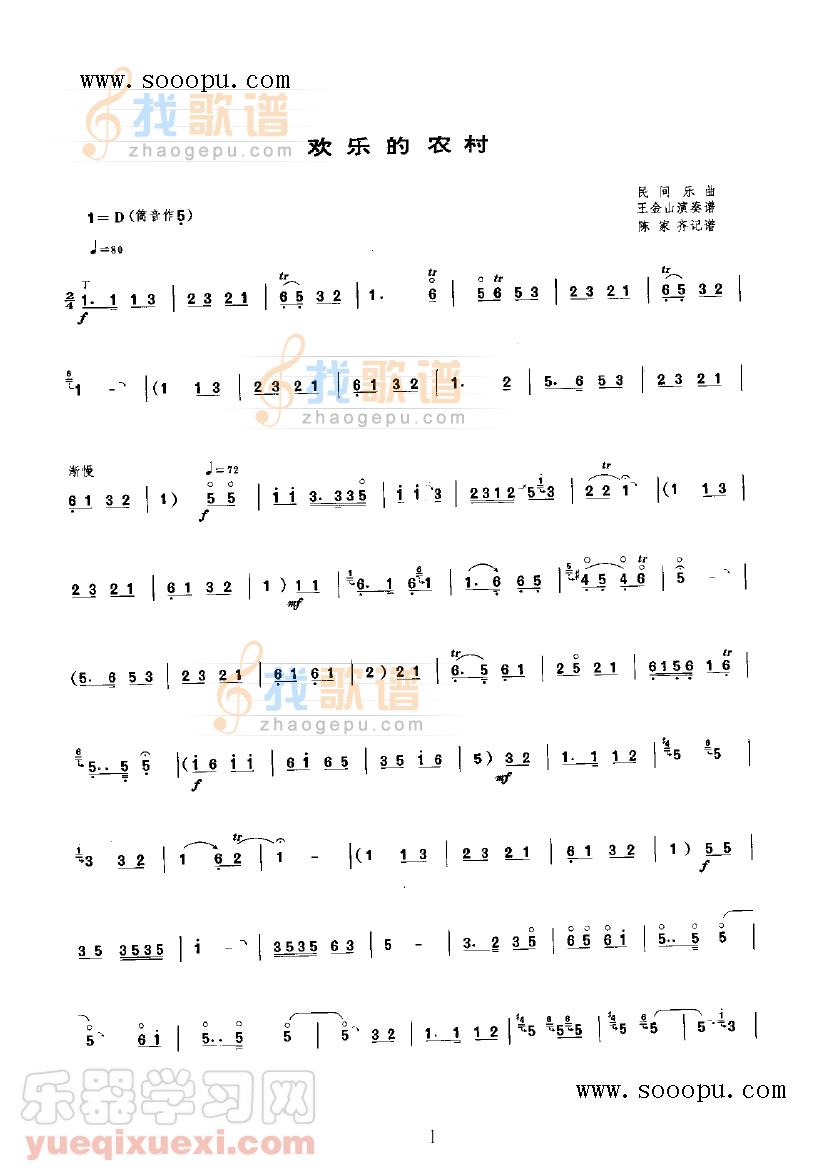 www.sooopu.com
找歌谱
zhaogepu.com
欢乐的农村
民间乐曲
王金山演奏谱
陈家齐记谱
1=D(筒音作5)
♩=80
2/4 1· 1 1 3 | 2 3 2 1 | 6 5 3 2 | 1· 6 | 5 6 5 3 | 2 3 2 1 | 6 5 3 2 |
f
1 - | (1 1 3 | 2 3 2 1 | 6 1 3 2 | 1· 2 | 5· 6 5 3 | 2 3 2 1 |
找歌谱
zhaogepu.com
渐慢 ♩=72
6 1 3 2 | 1) 5 5 | i i 3· 3 3 5 | i i 3 | 2 3 1 2 5 3 | 2 2 1 | (1 1 3 |
f
2 3 2 1 | 6 1 3 2 | 1) 1 1 | 6· 1 6 1 | 1· 6 6 5 | #4 5 4 6 | 5 - |
mf
(5· 6 5 3 | 2 3 2 1 | 6 1 6 1 | 2) 2 1 | 6· 5 6 1 | 2 5 2 1 | 6 1 5 6 1 6 |
找歌谱
zhaogepu.com
5·· 5 5 | (i 6 i i | 6 i 6 5 | 3 5 i 6 | 5) 3 2 | 1· 1 1 2 | 5 5 |
f mf
3 3 2 | 1 6 2 | 1 - | (1 1 3 | 2 3 2 1 | 6 1 3 2 | 1) 5 5 |
f
3 5 3 5 3 5 | i - | 3 5 3 5 6 3 | 5 - | 3· 2 3 5 | 6 5 6 i | 5·· 5 5 |
5 6 i | 5·· 5 5 | 5 3 2 | 1· 1 1 2 | 5 5 5 | 5 5 | 5 3 |
乐器学习网
yueqixuexi.com
www.sooopu.com
1